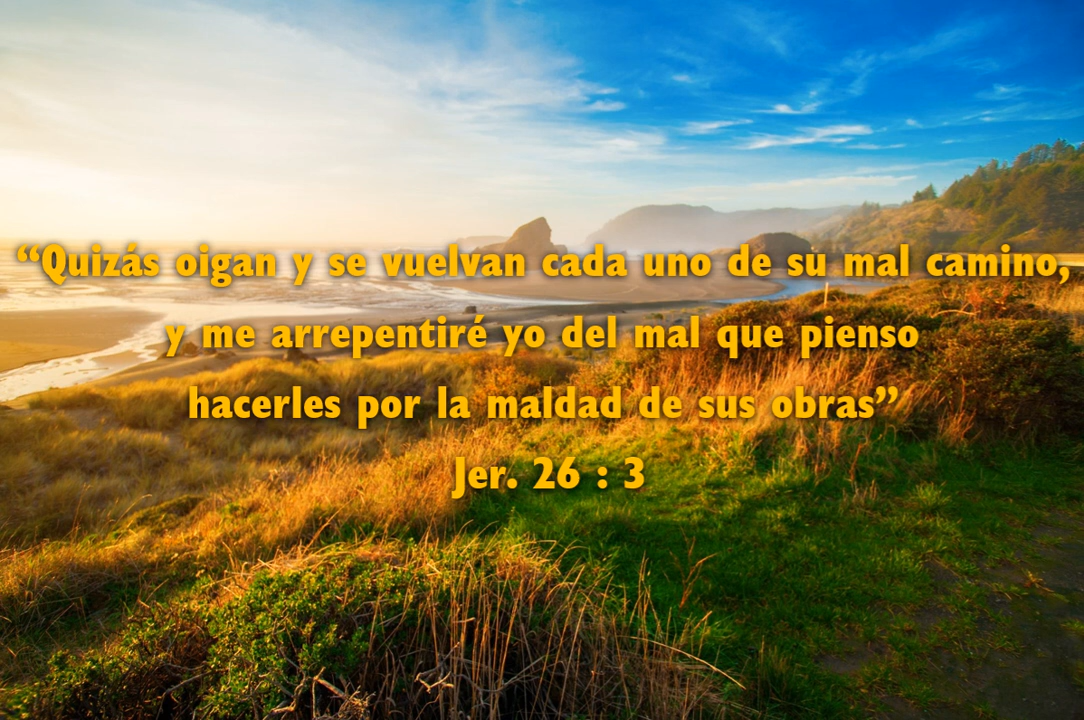 “Quizás oigan y se vuelvan cada uno de su mal camino,
y me arrepentiré yo del mal que pienso
hacerles por la maldad de sus obras”
Jer. 26 : 3